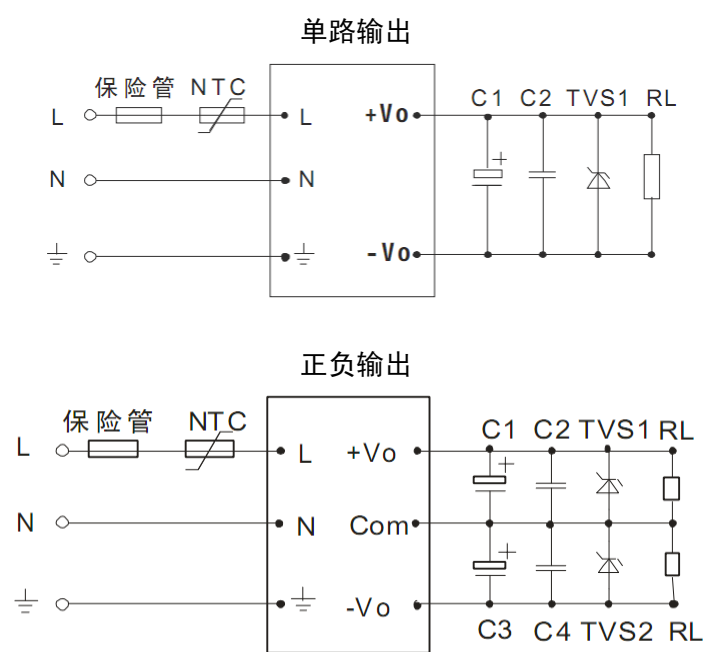 单路输出
保险管 NTC C1 C2 TVS1 RL
L L +Vo
N N
-Vo
正负输出
保险管 NTC C1 C2 TVS1 RL
L L +Vo
N N Com
-Vo
C3 C4 TVS2 RL